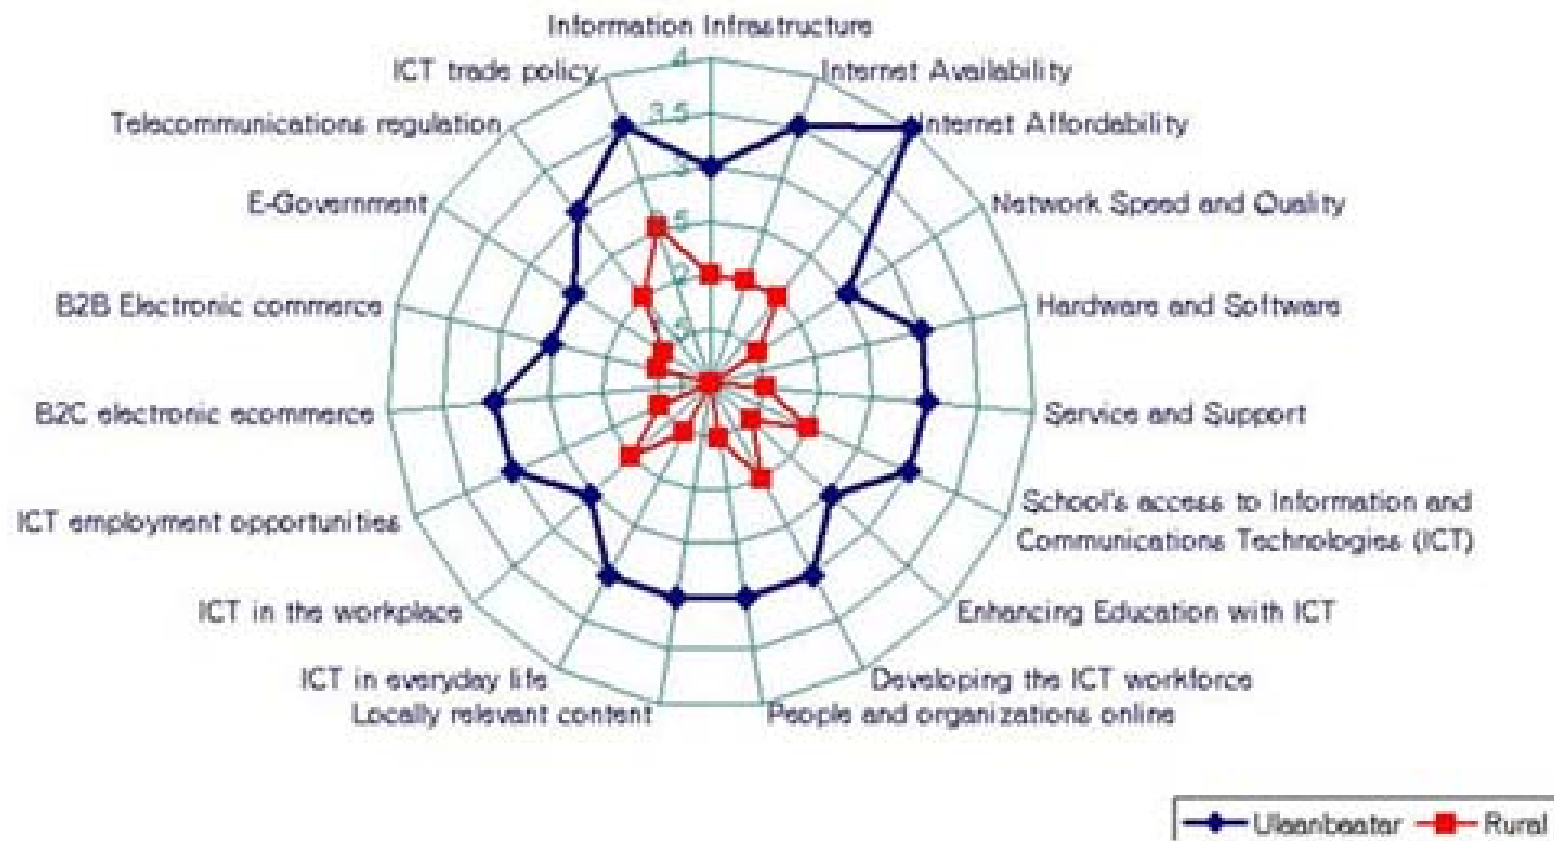 Information Infrastructure
4
ICT trade policy
Internet Availability
3.5
Telecommunications regulation
Internet Affordability
3
E-Government
Network Speed and Quality
5
2
B2B Electronic commerce
Hardware and Software
5
B2C electronic ecommerce
Service and Support
ICT employment opportunities
School's access to Information and
Communications Technologies (ICT)
ICT in the workplace
Enhancing Education with ICT
ICT in everyday life
Developing the ICT workforce
Locally relevant content
People and organizations online
Ulaanbaatar
Rural